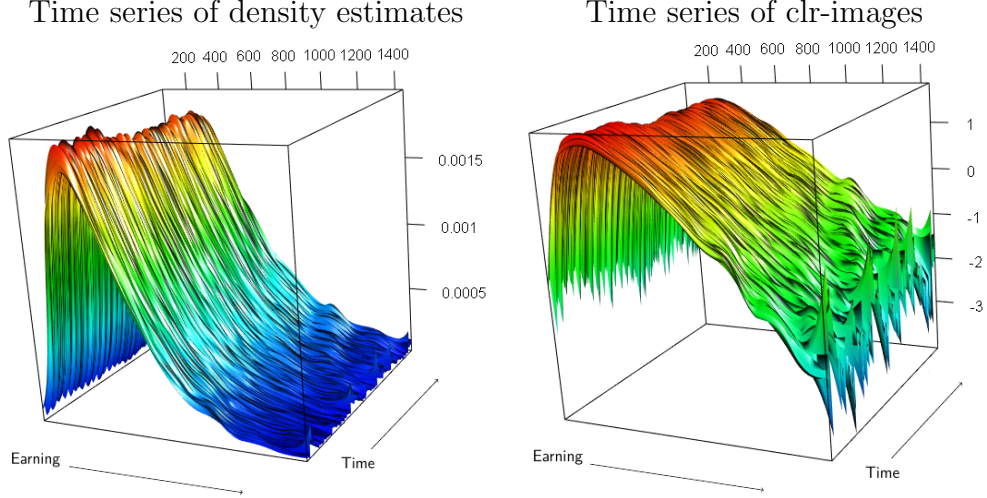 Time series of density estimates
200 400 600 800 1000 1200 1400
0.0015
0.001
0.0005
Earning
Time
Time series of clr-images
200 400 600 800 1000 1200 1400
1
0
-1
-2
-3
Earning
Time